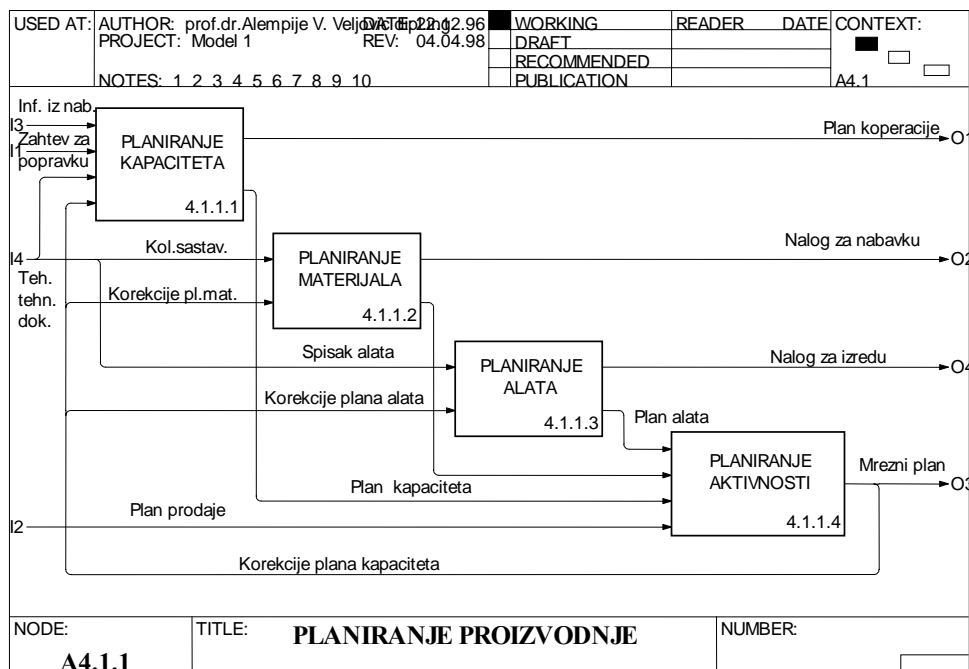 USED AT:
AUTHOR: prof.dr.Alempije V. Veljović dipl.ing.
DATE: 22.12.96
PROJECT: Model 1
REV: 04.04.98
NOTES: 1 2 3 4 5 6 7 8 9 10
WORKING
DRAFT
RECOMMENDED
PUBLICATION
READER
DATE
CONTEXT:
A4.1
Inf. iz nab.
I3
Zahtev za
I1
popravku
PLANIRANJE
KAPACITETA
4.1.1.1
Plan koperacije
O1
I4
Teh.
tehn.
dok.
Kol.sastav.
Korekcije pl.mat.
PLANIRANJE
MATERIJALA
4.1.1.2
Nalog za nabavku
O2
Spisak alata
Korekcije plana alata
PLANIRANJE
ALATA
4.1.1.3
Nalog za izredu
O4
Plan alata
Plan kapaciteta
Plan prodaje
I2
PLANIRANJE
AKTIVNOSTI
4.1.1.4
Mrezni plan
O3
Korekcije plana kapaciteta
NODE:
A4.1.1
TITLE:
PLANIRANJE PROIZVODNJE
NUMBER: